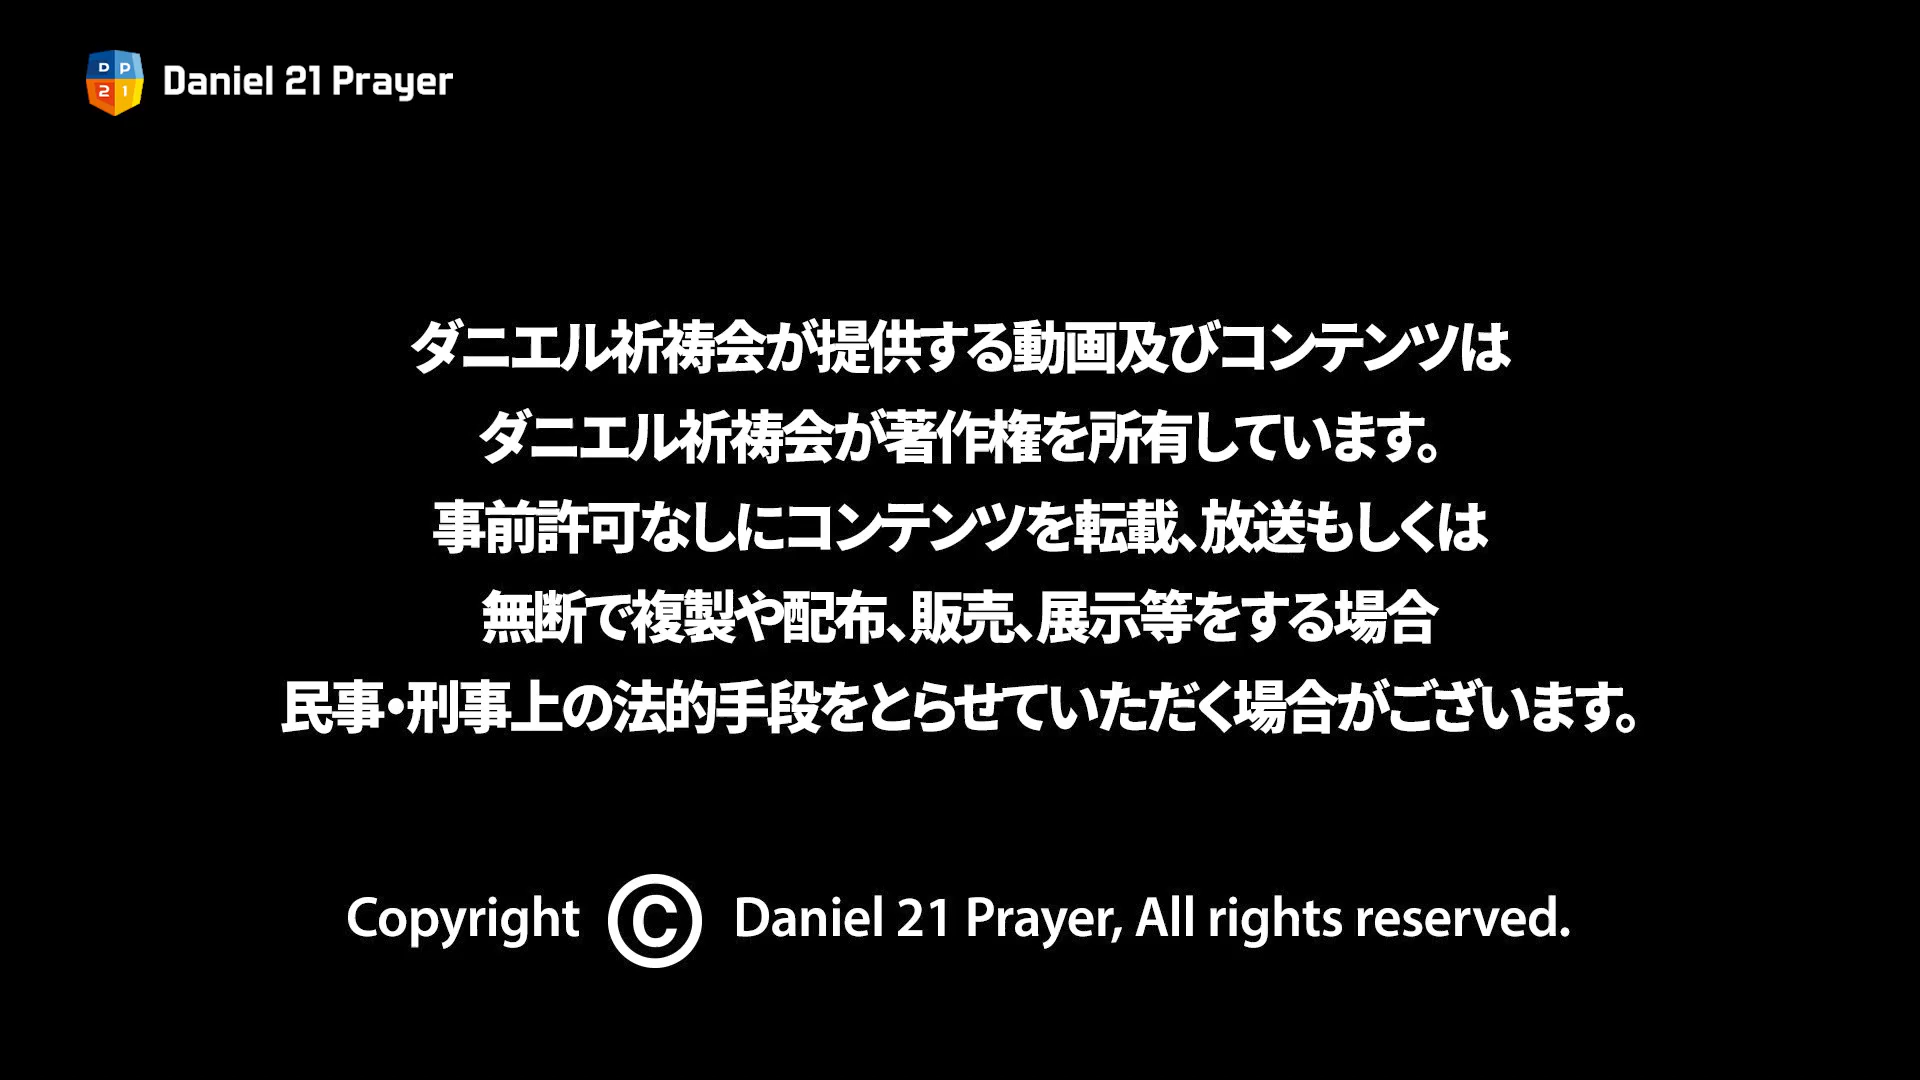 DP
21
Daniel 21 Prayer
ダニエル祈祷会が提供する動画及びコンテンツは
ダニエル祈祷会が著作権を所有しています。
事前許可なしにコンテンツを転載、放送もしくは
無断で複製や配布、販売、展示等をする場合
民事・刑事上の法的手段をとらせていただく場合がございます。
Copyright © Daniel 21 Prayer, All rights reserved.